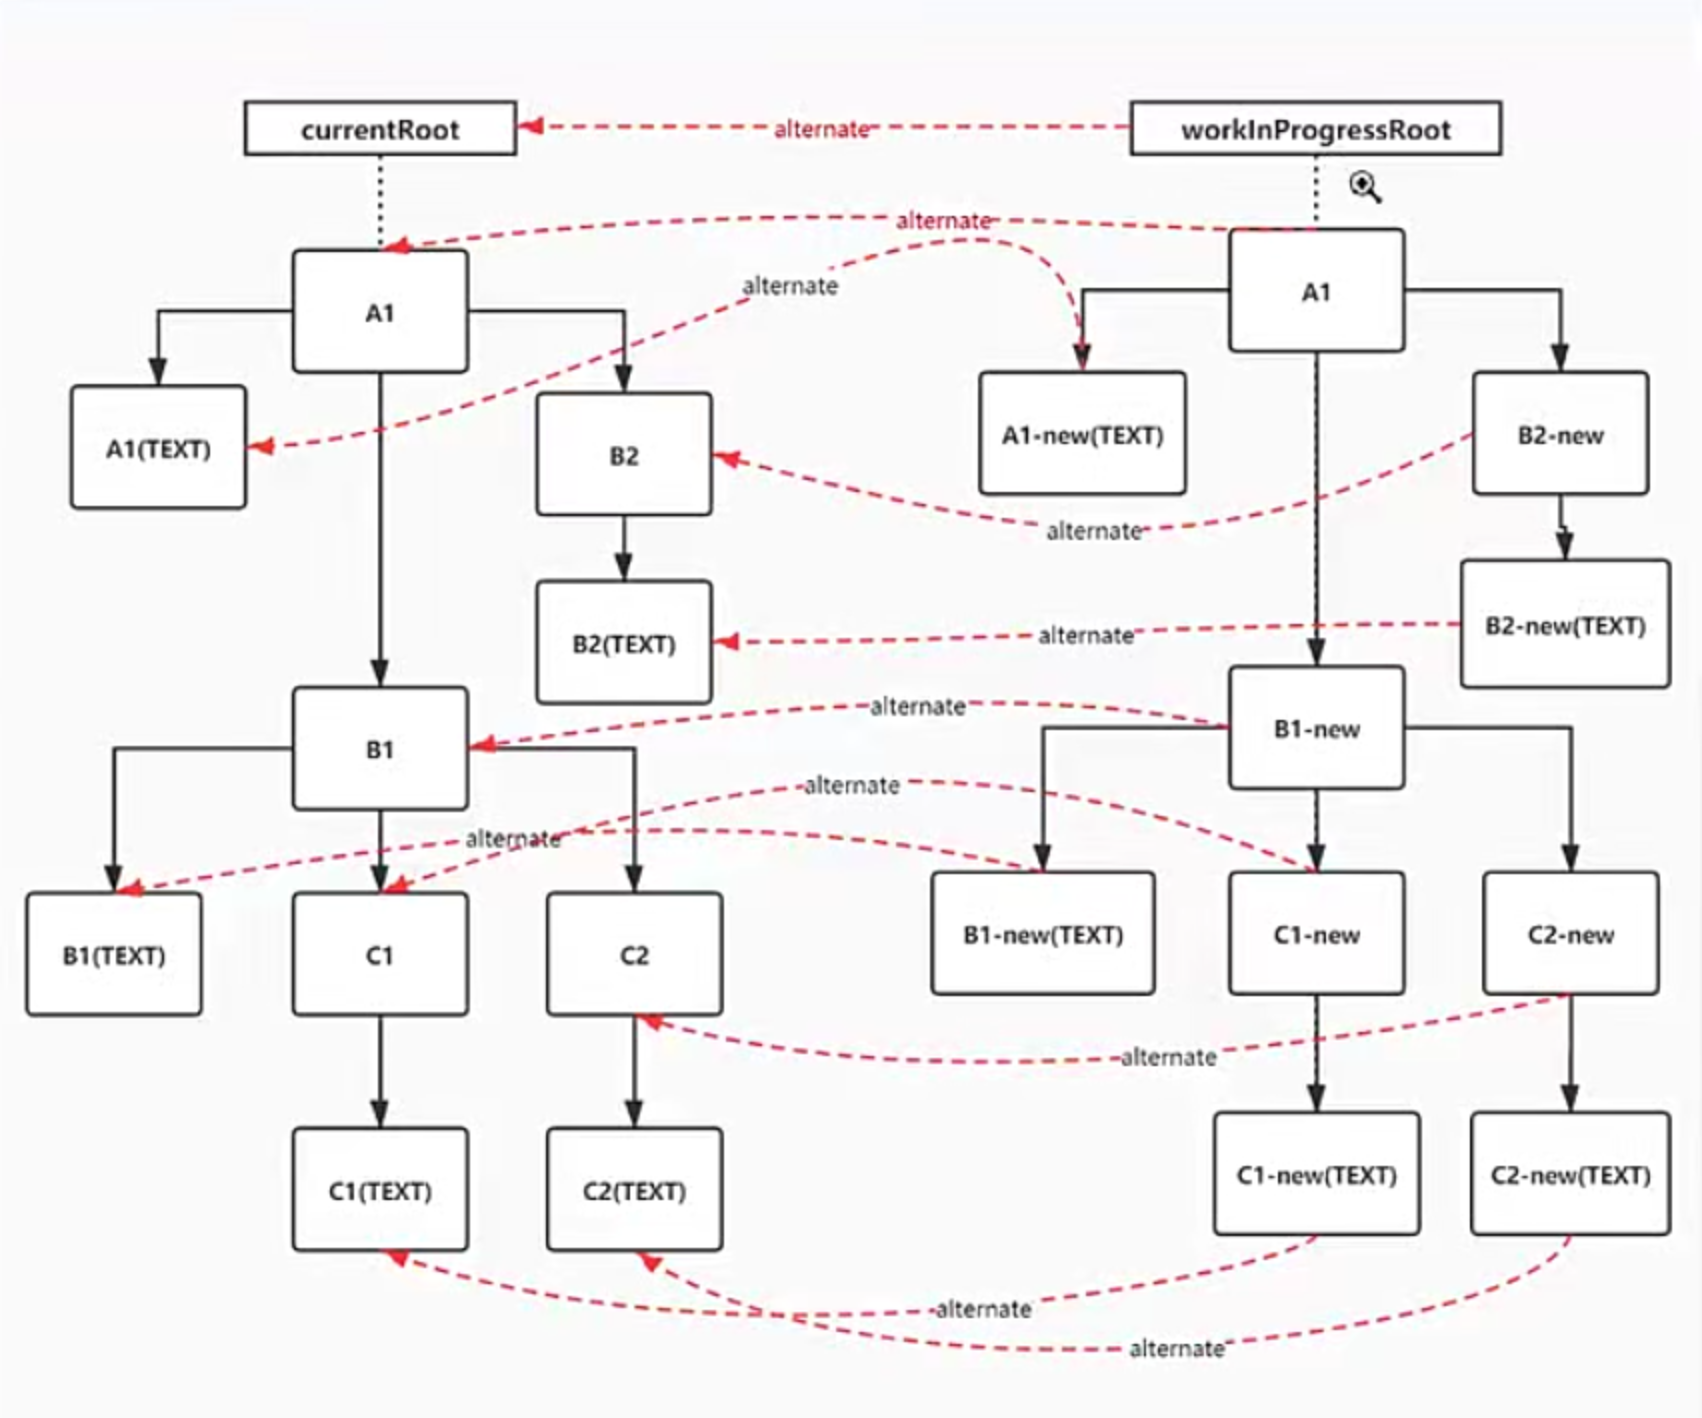 currentRoot
alternate
workInProgressRoot
alternate
alternate
A1
A1
A1(TEXT)
B2
A1-new(TEXT)
B2-new
alternate
B2(TEXT)
alternate
B2-new(TEXT)
alternate
B1
B1-new
alternate
alternate
B1(TEXT)
C1
C2
B1-new(TEXT)
C1-new
C2-new
alternate
C1(TEXT)
C2(TEXT)
C1-new(TEXT)
C2-new(TEXT)
alternate
alternate